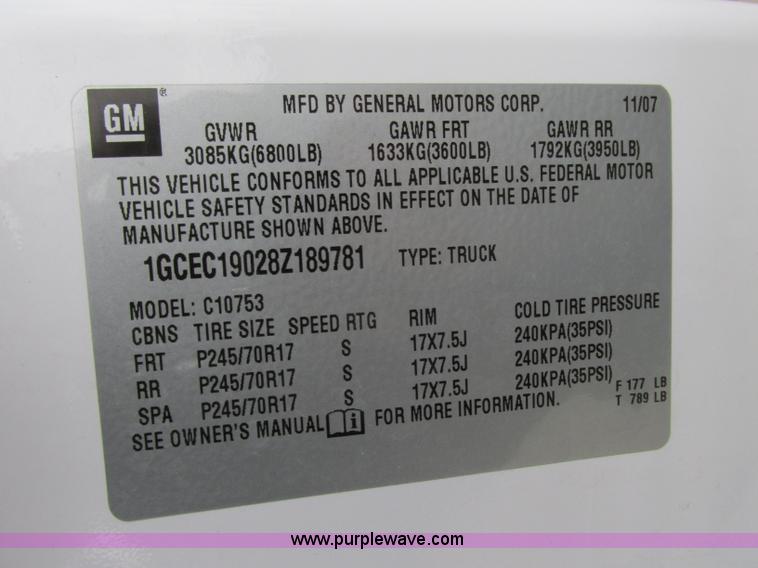 GM® MFD BY GENERAL MOTORS CORP. 11/07
GVWR GAWR FRT GAWR RR
3085KG(6800LB) 1633KG(3600LB) 1792KG(3950LB)
THIS VEHICLE CONFORMS TO ALL APPLICABLE U.S. FEDERAL MOTOR
VEHICLE SAFETY STANDARDS IN EFFECT ON THE DATE OF
MANUFACTURE SHOWN ABOVE.
1GCEC19028Z189781 TYPE: TRUCK
MODEL: C10753
CBNS TIRE SIZE SPEED RTG RIM COLD TIRE PRESSURE
FRT P245/70R17 S 17X7.5J 240KPA(35PSI)
RR P245/70R17 S 17X7.5J 240KPA(35PSI)
SPA P245/70R17 S 17X7.5J 240KPA(35PSI) F 177 LB
T 789 LB
SEE OWNER'S MANUAL i FOR MORE INFORMATION.
www.purplewave.com